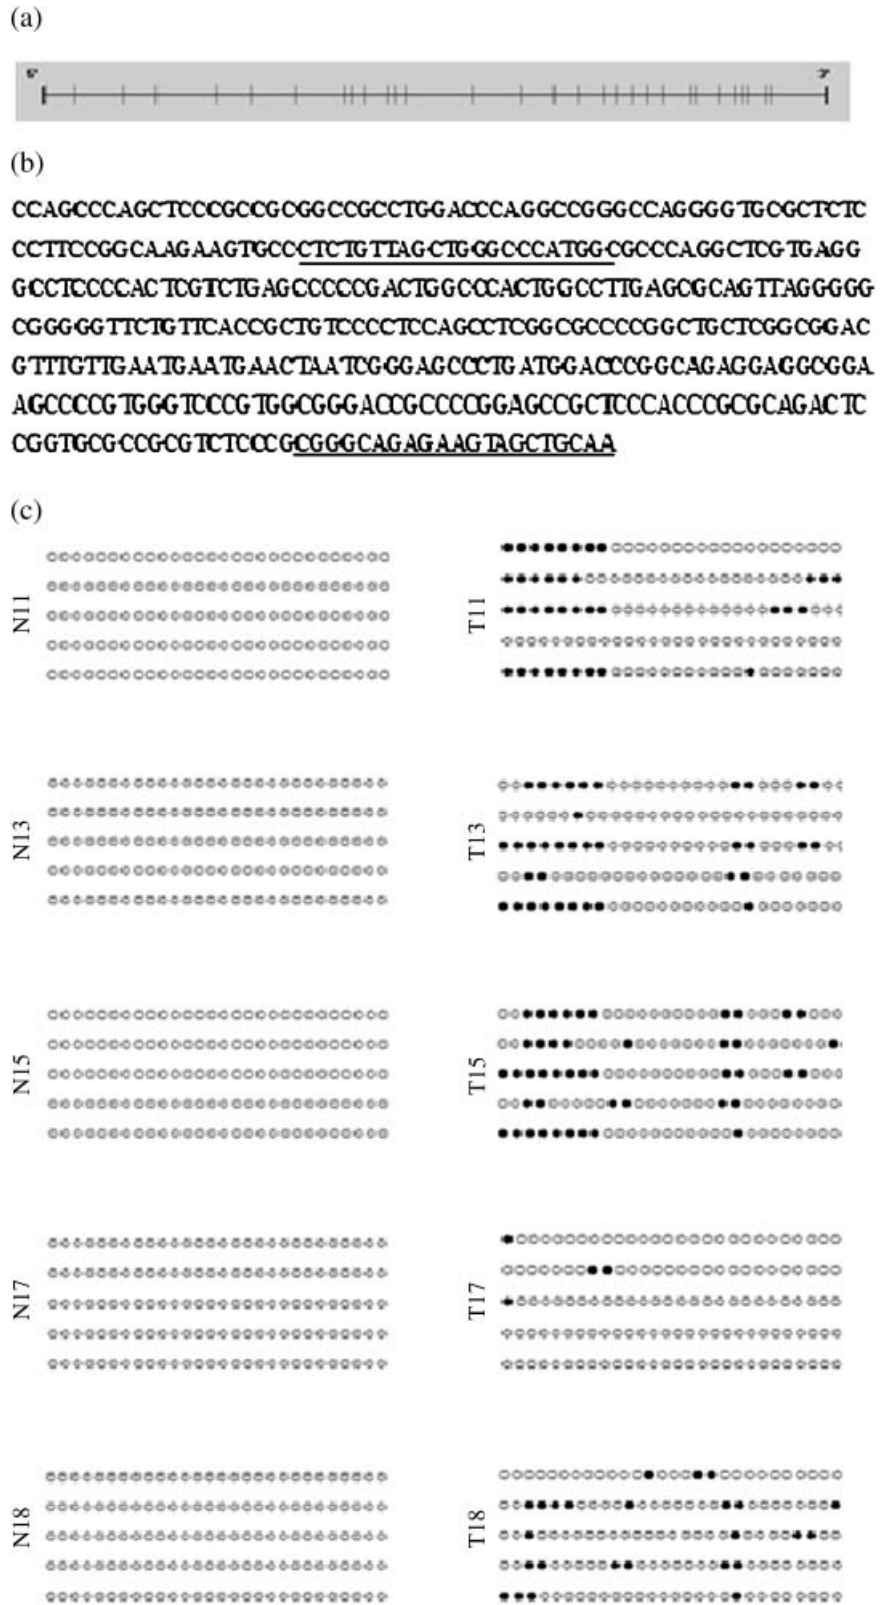 (a)
5' 3'
(b)
CCAGCCCAGCTCCCGCCGCGGCCGCCTGGACCCAGGCCGGGCCAGGGGTGCGCTCTC
CCTTCCGGCAAGAAGTGCCCTCTGTTAGCTGGGCCCATGGCGCCCAGGCTCGTGAGG
GCCTCCCCACTCGTCTGAGCCCCCGACTGGCCCACTGGCCTTGAGCGCAGTTAGGGGG
CGGGGGTTCTGTTCACCGCTGTCCCCTCCAGCCTCGGCGCCCCGGCTGCTCGGCGGAC
GTTTGTTGAATGAATGAACTAATCGGGAGCCCTGATGGACCCGGCAGAGGAGGCGGA
AGCCCCGTGGGTCCCGTGGCGGGACCGCCCCGGAGCCGCTCCCACCCGCGCAGACTC
CGGTGCGCCGCGTCTCCCGCGGGCAGAGAAGTAGCTGCAA
(c)
N11
T11
N13
T13
N15
T15
N17
T17
N18
T18